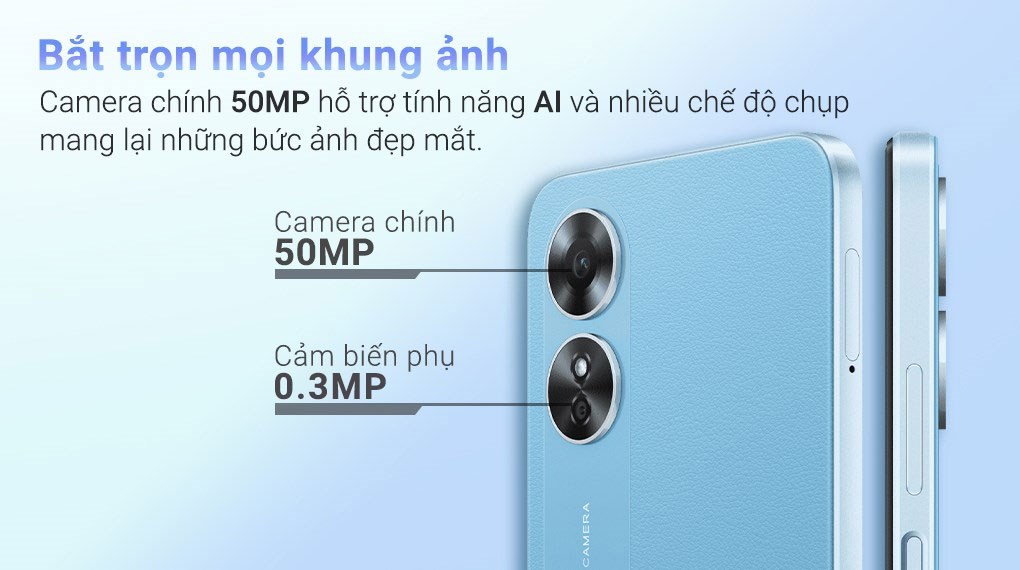 Bắt trọn mọi khung ảnh
Camera chính 50MP hỗ trợ tính năng AI và nhiều chế độ chụp
mang lại những bức ảnh đẹp mắt.
Camera chính
50MP
Cảm biến phụ
0.3MP
CAMERA